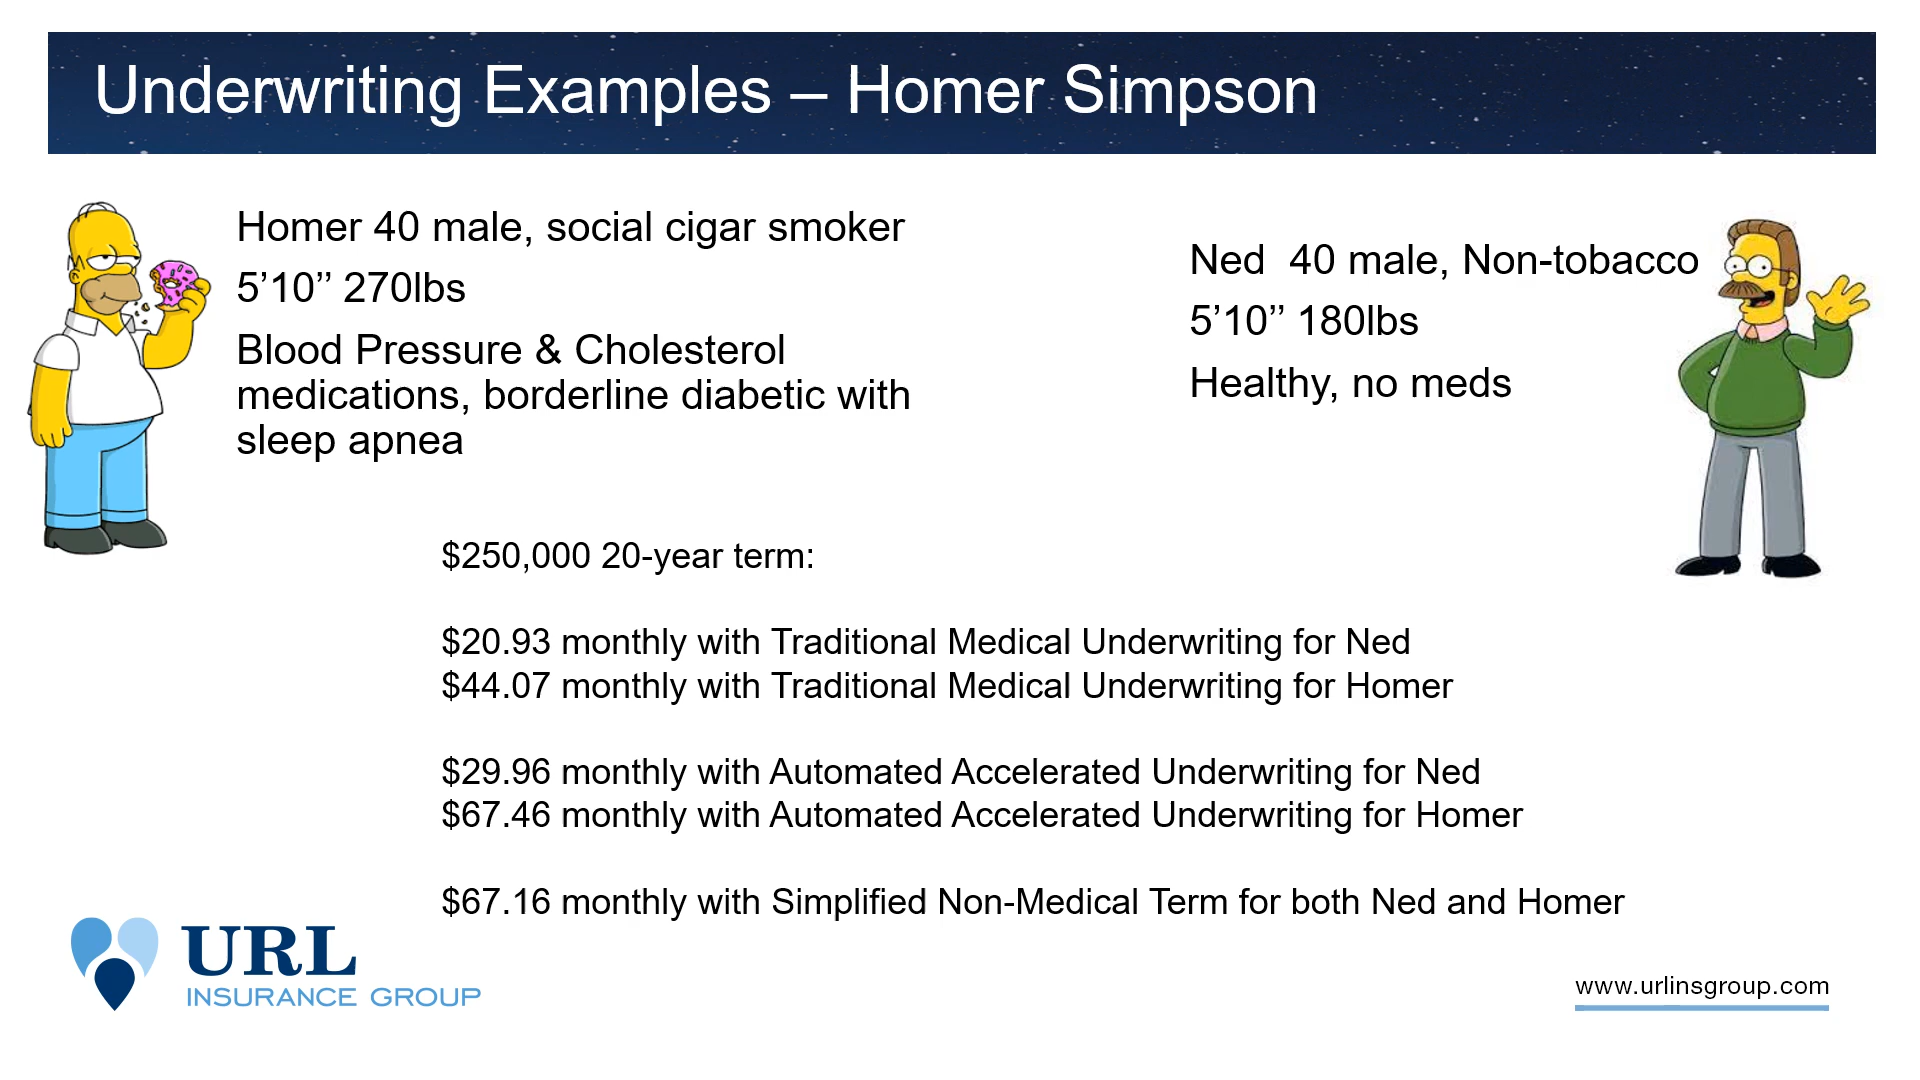 Underwriting Examples – Homer Simpson
Homer 40 male, social cigar smoker
5’10’’ 270lbs
Blood Pressure & Cholesterol
medications, borderline diabetic with
sleep apnea
Ned  40 male, Non-tobacco
5’10’’ 180lbs
Healthy, no meds
$250,000 20-year term:
$20.93 monthly with Traditional Medical Underwriting for Ned
$44.07 monthly with Traditional Medical Underwriting for Homer
$29.96 monthly with Automated Accelerated Underwriting for Ned
$67.46 monthly with Automated Accelerated Underwriting for Homer
$67.16 monthly with Simplified Non-Medical Term for both Ned and Homer
URL
INSURANCE GROUP
www.urlinsgroup.com